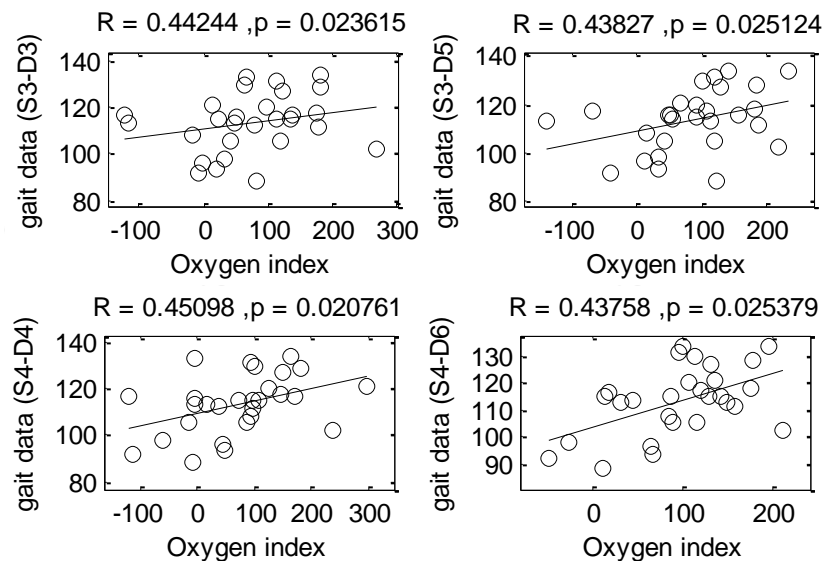 R = 0.44244 ,p = 0.023615
gait data (S3-D3)
140
120
100
80
-100 0 100 200 300
Oxygen index
R = 0.43827 ,p = 0.025124
gait data (S3-D5)
140
120
100
80
-100 0 100 200
Oxygen index
R = 0.45098 ,p = 0.020761
gait data (S4-D4)
140
120
100
80
-100 0 100 200 300
Oxygen index
R = 0.43758 ,p = 0.025379
gait data (S4-D6)
130
120
110
100
90
0 100 200
Oxygen index